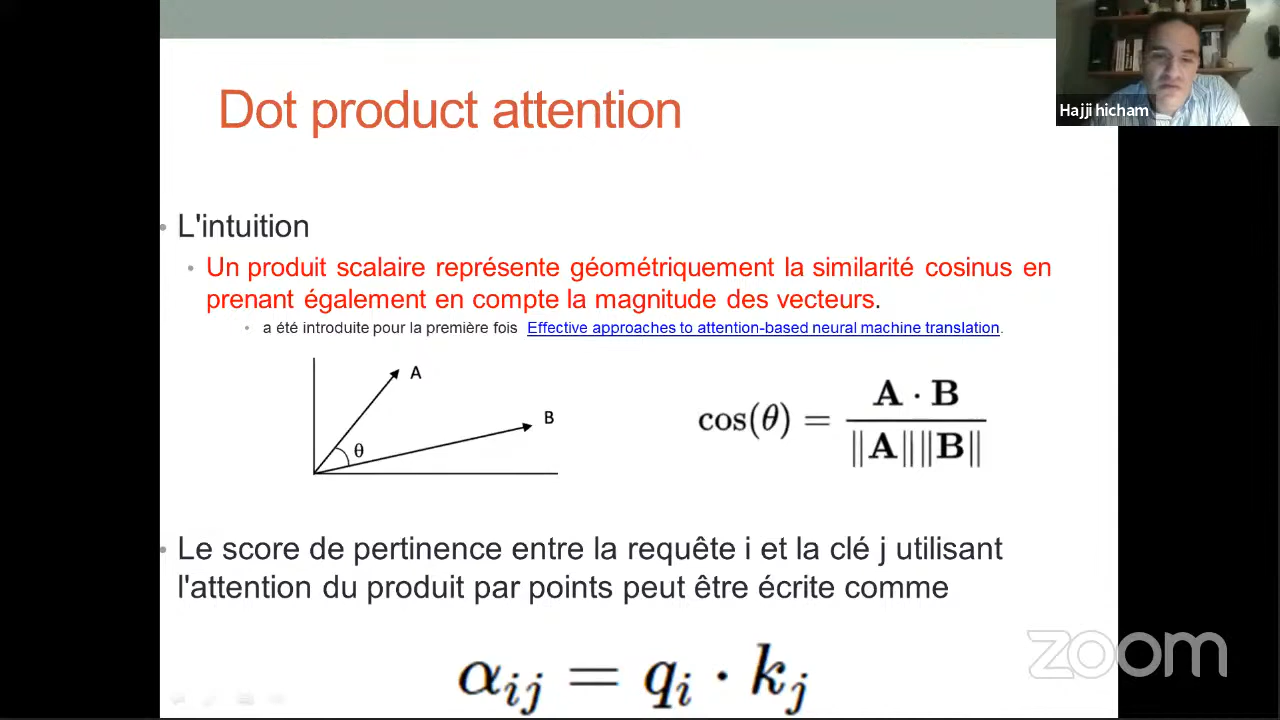 Dot product attention
Hajji hicham
• L'intuition
• Un produit scalaire représente géométriquement la similarité cosinus en
prenant également en compte la magnitude des vecteurs.
• a été introduite pour la première fois Effective approaches to attention-based neural machine translation.
A
B
θ
cos(θ) = A · B / ‖A‖‖B‖
• Le score de pertinence entre la requête i et la clé j utilisant
l'attention du produit par points peut être écrite comme
αij = qi · kj
zoom